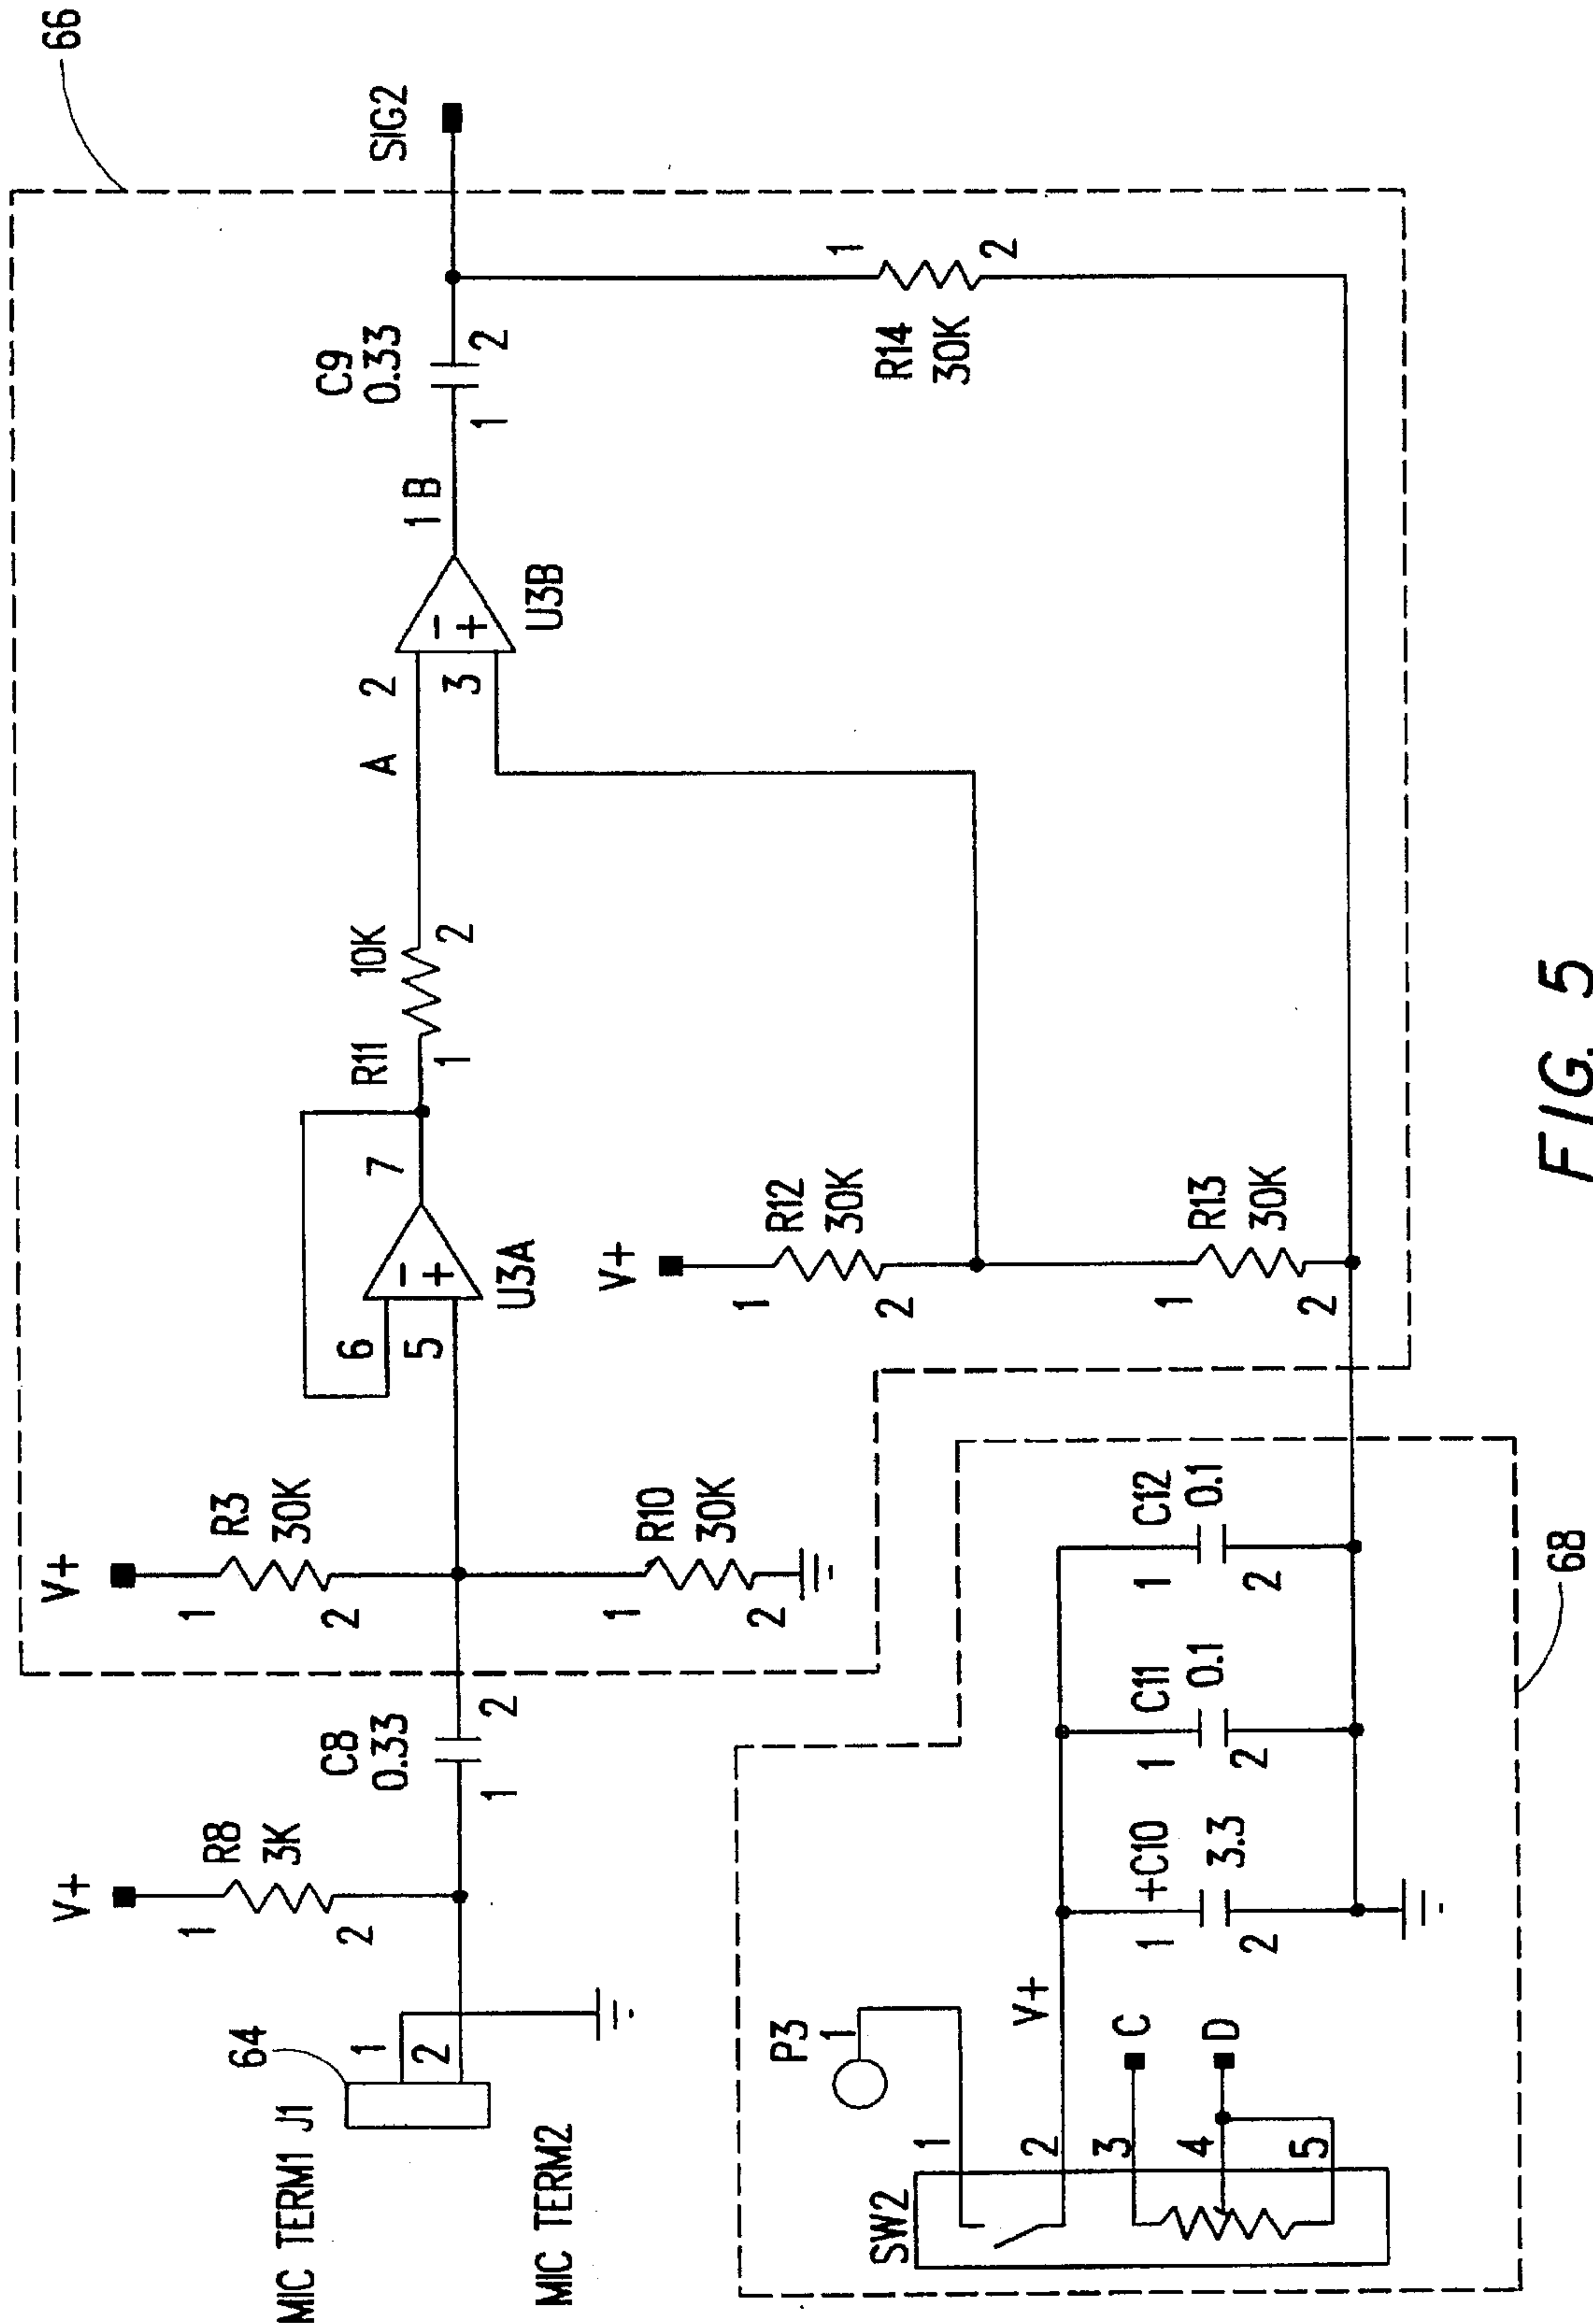 66
SIG2
C9
0.33
1
2
R14
30K
1
2
1 B
U3B
2
3
A
R11
10K
1
2
7
6
5
U3A
V+
R12
30K
1
2
R13
30K
1
2
V+
R3
30K
1
2
R10
30K
1
2
C8
0.33
1
2
V+
R8
3K
1
2
64
MIC TERM1 J1
1
2
MIC TERM2
P3
1
SW2
1
2
3
4
5
V+
C
D
+C10
3.3
1
2
C11
0.1
1
2
C12
0.1
1
2
68
FIG. 5